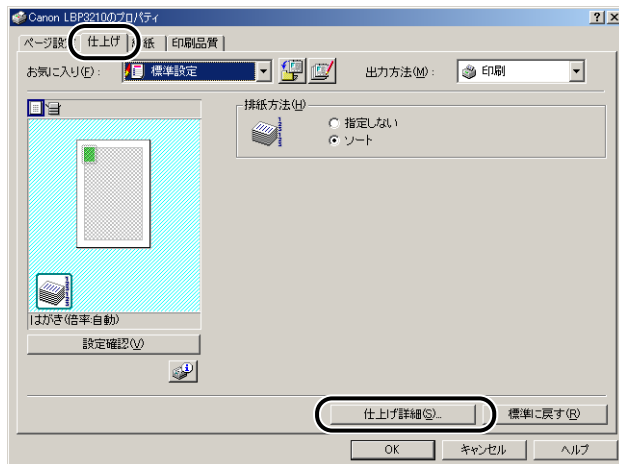 Canon LBP3210のプロパティ
ページ設 仕上げ 紙 印刷品質
お気に入り(F): 標準設定 出力方法(M): 印刷
排紙方法(H)
指定しない
ソート
はがき(倍率:自動)
設定確認(V)
仕上げ詳細(S)... 標準に戻す(R)
OK キャンセル ヘルプ